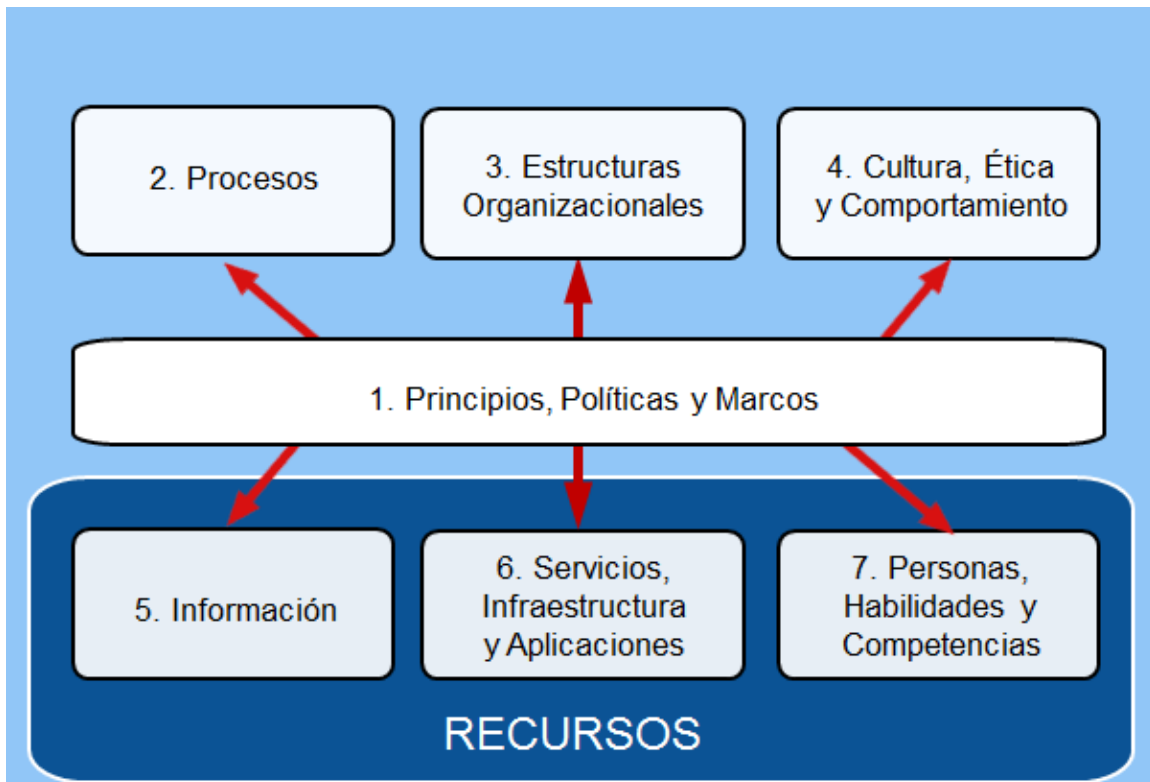 2. Procesos
3. Estructuras
Organizacionales
4. Cultura, Ética
y Comportamiento
1. Principios, Políticas y Marcos
5. Información
6. Servicios,
Infraestructura
y Aplicaciones
7. Personas,
Habilidades y
Competencias
RECURSOS